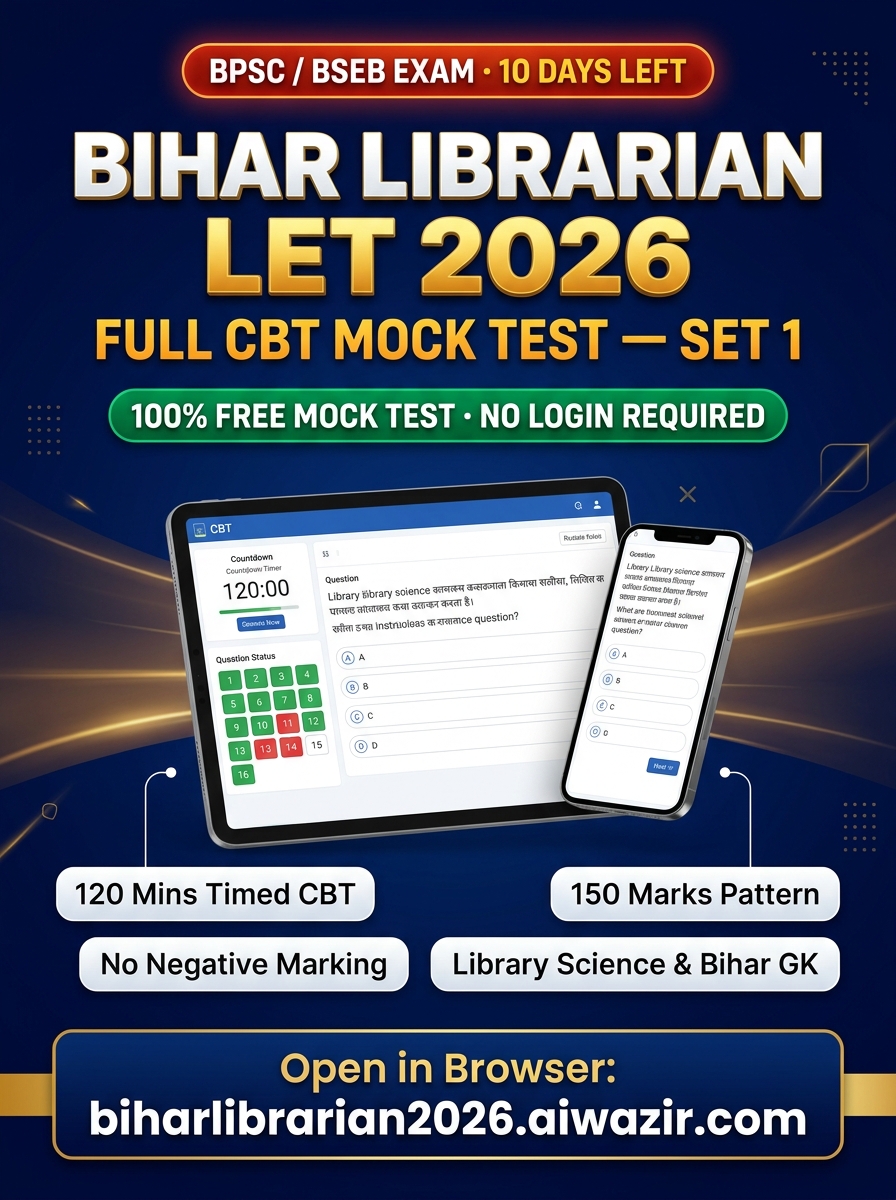 BPSC / BSEB EXAM · 10 DAYS LEFT
BIHAR LIBRARIAN
LET 2026
FULL CBT MOCK TEST — SET 1
100% FREE MOCK TEST · NO LOGIN REQUIRED
CBT
Countdown
120:00
Question Status
1 2 3 4
5 6 7 8
9 10 11 12
13 13 14 15
16
Question
A A
B B
C C
D
Question
A
B
C
120 Mins Timed CBT
150 Marks Pattern
No Negative Marking
Library Science & Bihar GK
Open in Browser:
biharlibrarian2026.aiwazir.com